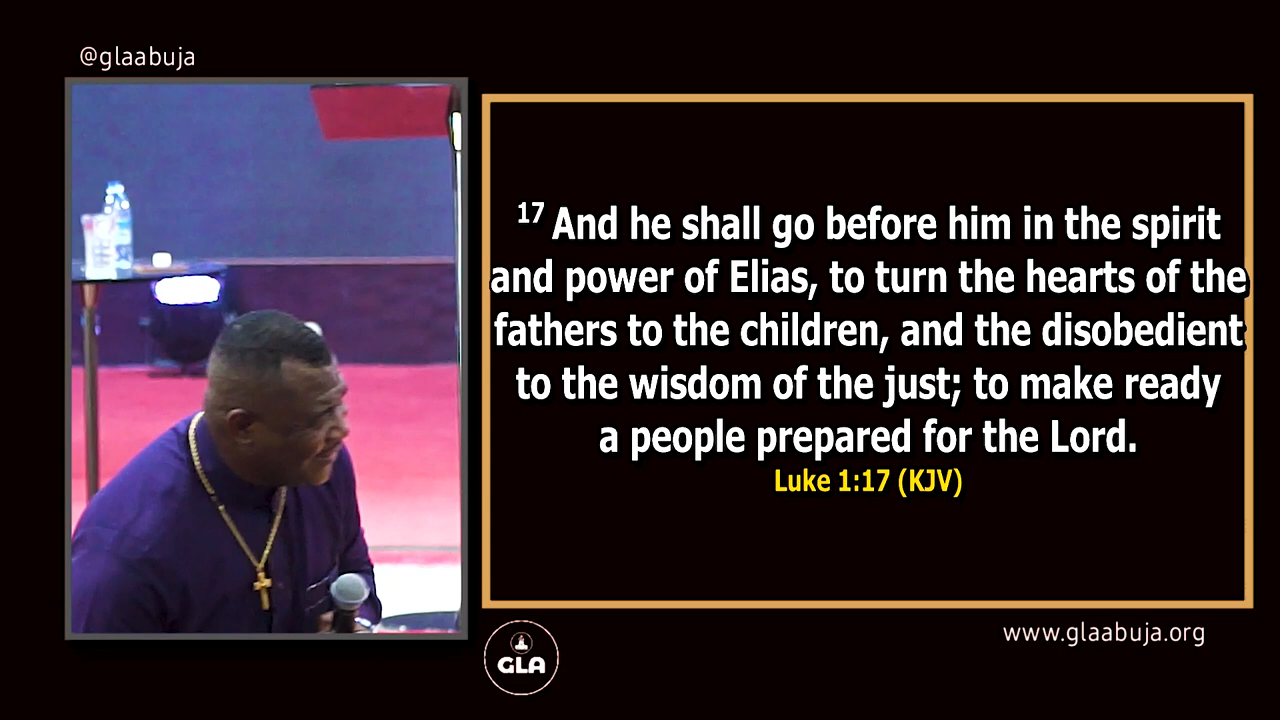 @glaabuja
17 And he shall go before him in the spirit
and power of Elias, to turn the hearts of the
fathers to the children, and the disobedient
to the wisdom of the just; to make ready
a people prepared for the Lord.
Luke 1:17 (KJV)
www.glaabuja.org
GLA